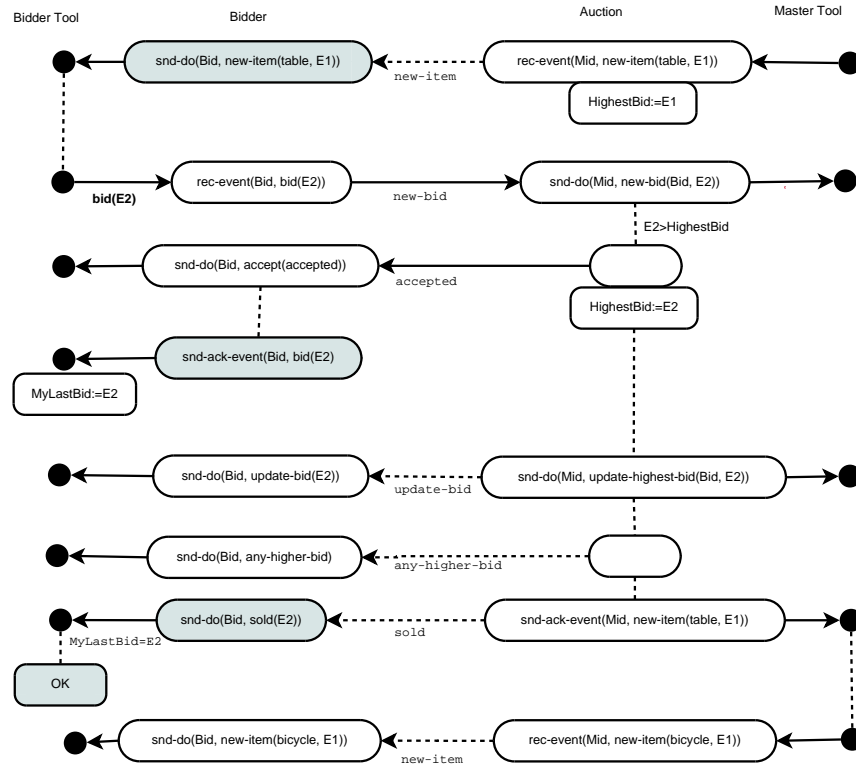 Bidder Tool Bidder Auction Master Tool
snd-do(Bid, new-item(table, E1)) rec-event(Mid, new-item(table, E1))
new-item
HighestBid:=E1
rec-event(Bid, bid(E2)) snd-do(Mid, new-bid(Bid, E2))
bid(E2) new-bid
E2>HighestBid
snd-do(Bid, accept(accepted))
accepted
HighestBid:=E2
snd-ack-event(Bid, bid(E2)
MyLastBid:=E2
snd-do(Bid, update-bid(E2)) snd-do(Mid, update-highest-bid(Bid, E2))
update-bid
snd-do(Bid, any-higher-bid)
any-higher-bid
snd-do(Bid, sold(E2)) snd-ack-event(Mid, new-item(table, E1))
MyLastBid=E2 sold
OK
snd-do(Bid, new-item(bicycle, E1)) rec-event(Mid, new-item(bicycle, E1))
new-item